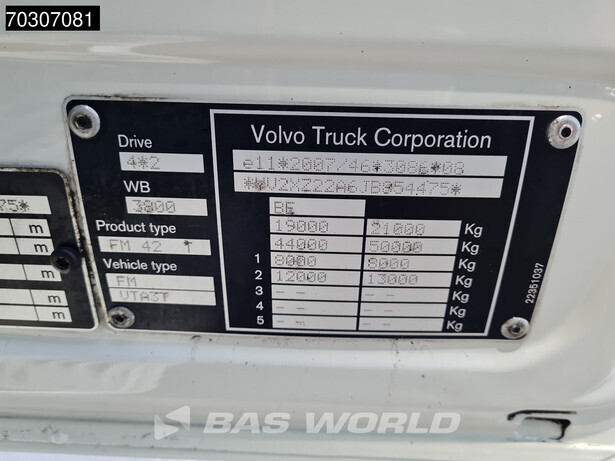 70307081
Volvo Truck Corporation
Drive
4*2
WB
3800
Product type
FM 42 T
Vehicle type
FM
VTA3T
e11*2007/46*3086*08
BE
19000 21000 Kg
44000 50000 Kg
1 8000 8000 Kg
2 12000 13000 Kg
3 -- -- Kg
4 -- -- Kg
5 -- -- Kg
22351037
m
m
m
m
m
BAS WORLD